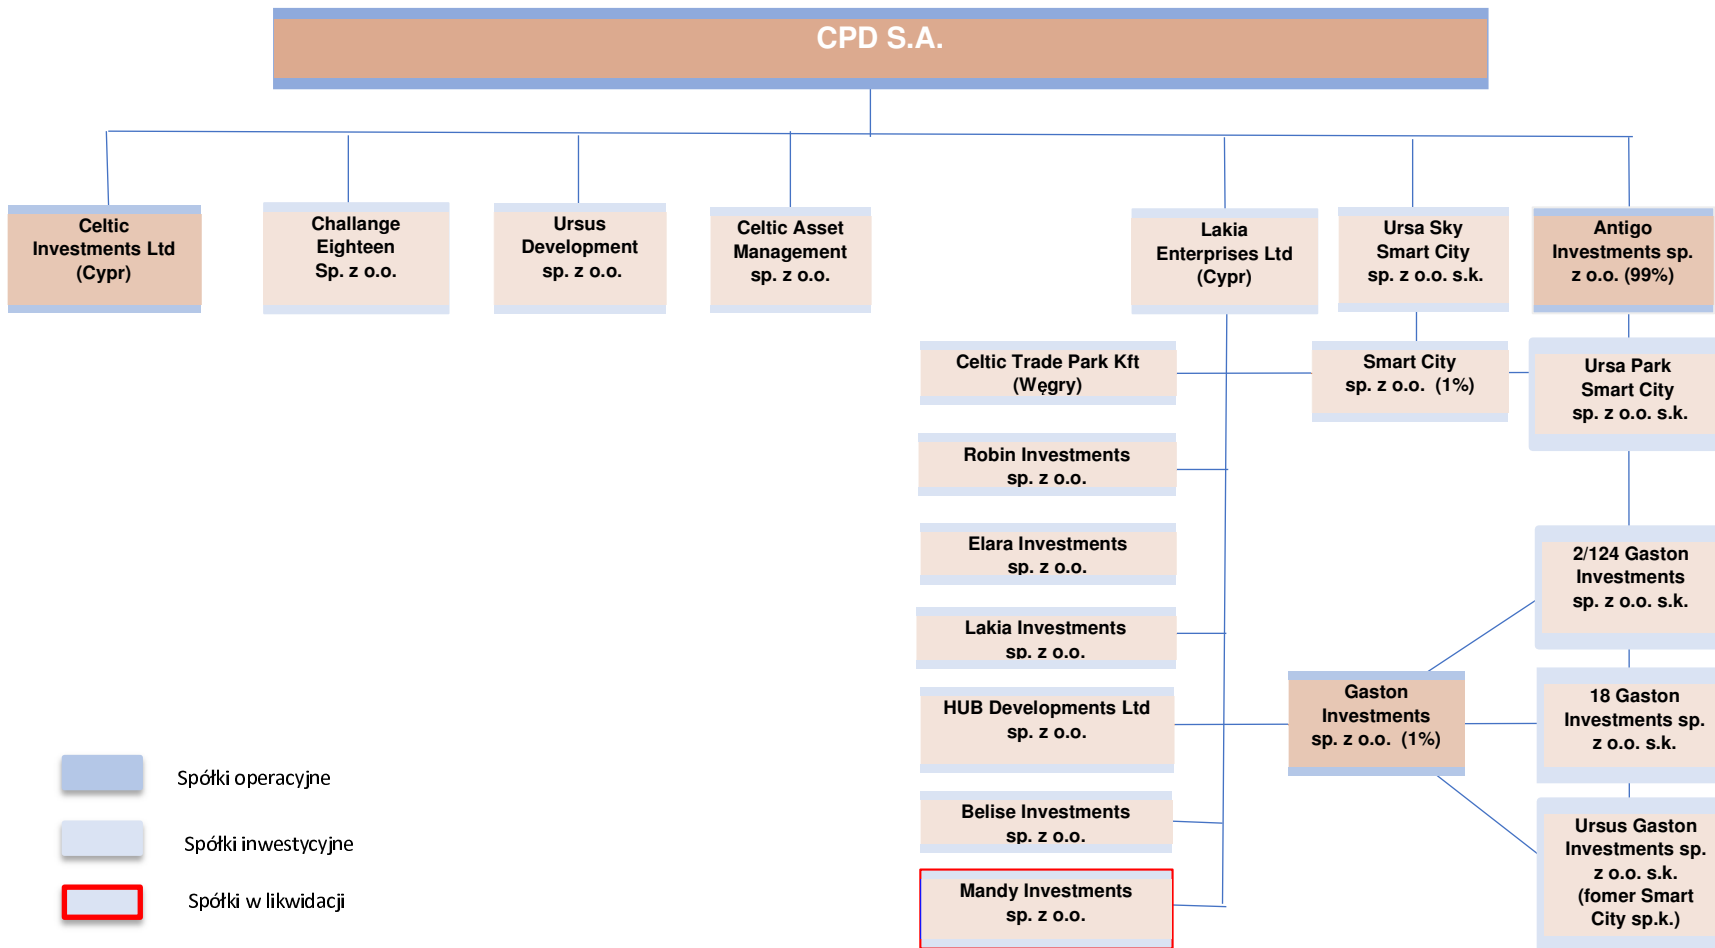 CPD S.A.
Celtic
Investments Ltd
(Cypr)
Challange
Eighteen
Sp. z o.o.
Ursus
Development
sp. z o.o.
Celtic Asset
Management
sp. z o.o.
Lakia
Enterprises Ltd
(Cypr)
Ursa Sky
Smart City
sp. z o.o. s.k.
Antigo
Investments sp.
z o.o. (99%)
Celtic Trade Park Kft
(Węgry)
Smart City
sp. z o.o. (1%)
Ursa Park
Smart City
sp. z o.o. s.k.
Robin Investments
sp. z o.o.
Elara Investments
sp. z o.o.
2/124 Gaston
Investments
sp. z o.o. s.k.
Lakia Investments
sp. z o.o.
HUB Developments Ltd
sp. z o.o.
Gaston
Investments
sp. z o.o. (1%)
18 Gaston
Investments sp.
z o.o. s.k.
Belise Investments
sp. z o.o.
Ursus Gaston
Investments sp.
z o.o. s.k.
(fomer Smart
City sp.k.)
Mandy Investments
sp. z o.o.
Spółki operacyjne
Spółki inwestycyjne
Spółki w likwidacji